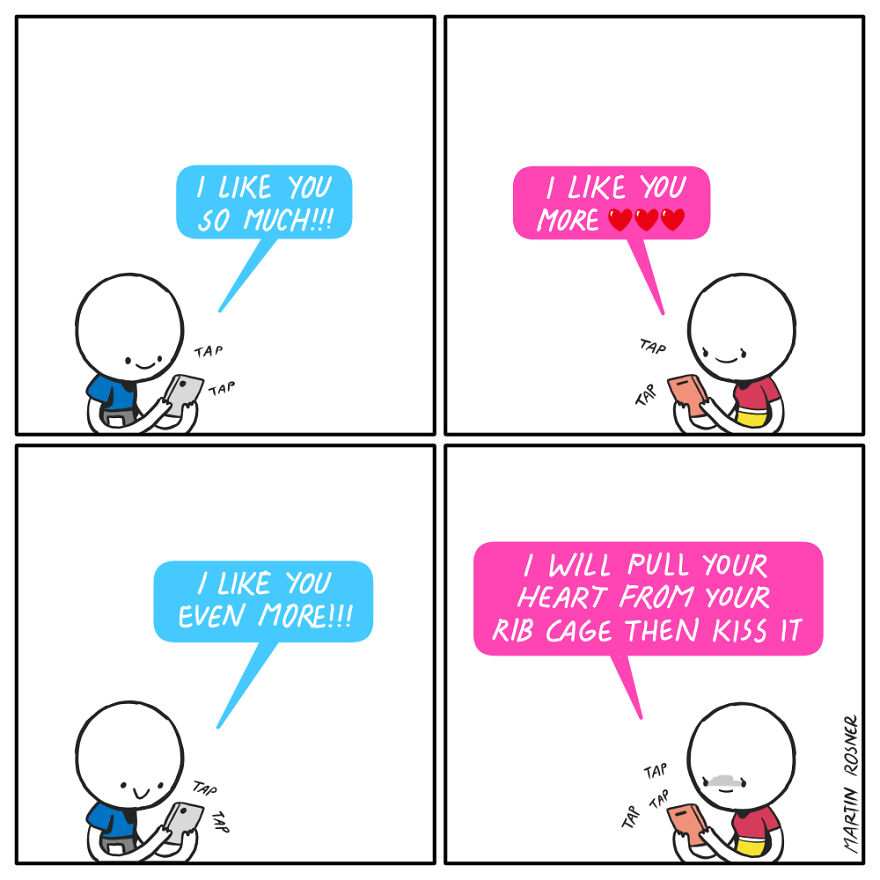 I LIKE YOU
SO MUCH!!!
TAP
TAP
I LIKE YOU
MORE ❤❤❤
TAP
TAP
I LIKE YOU
EVEN MORE!!!
TAP
TAP
I WILL PULL YOUR
HEART FROM YOUR
RIB CAGE THEN KISS IT
TAP
TAP
TAP
MARTIN ROSNER